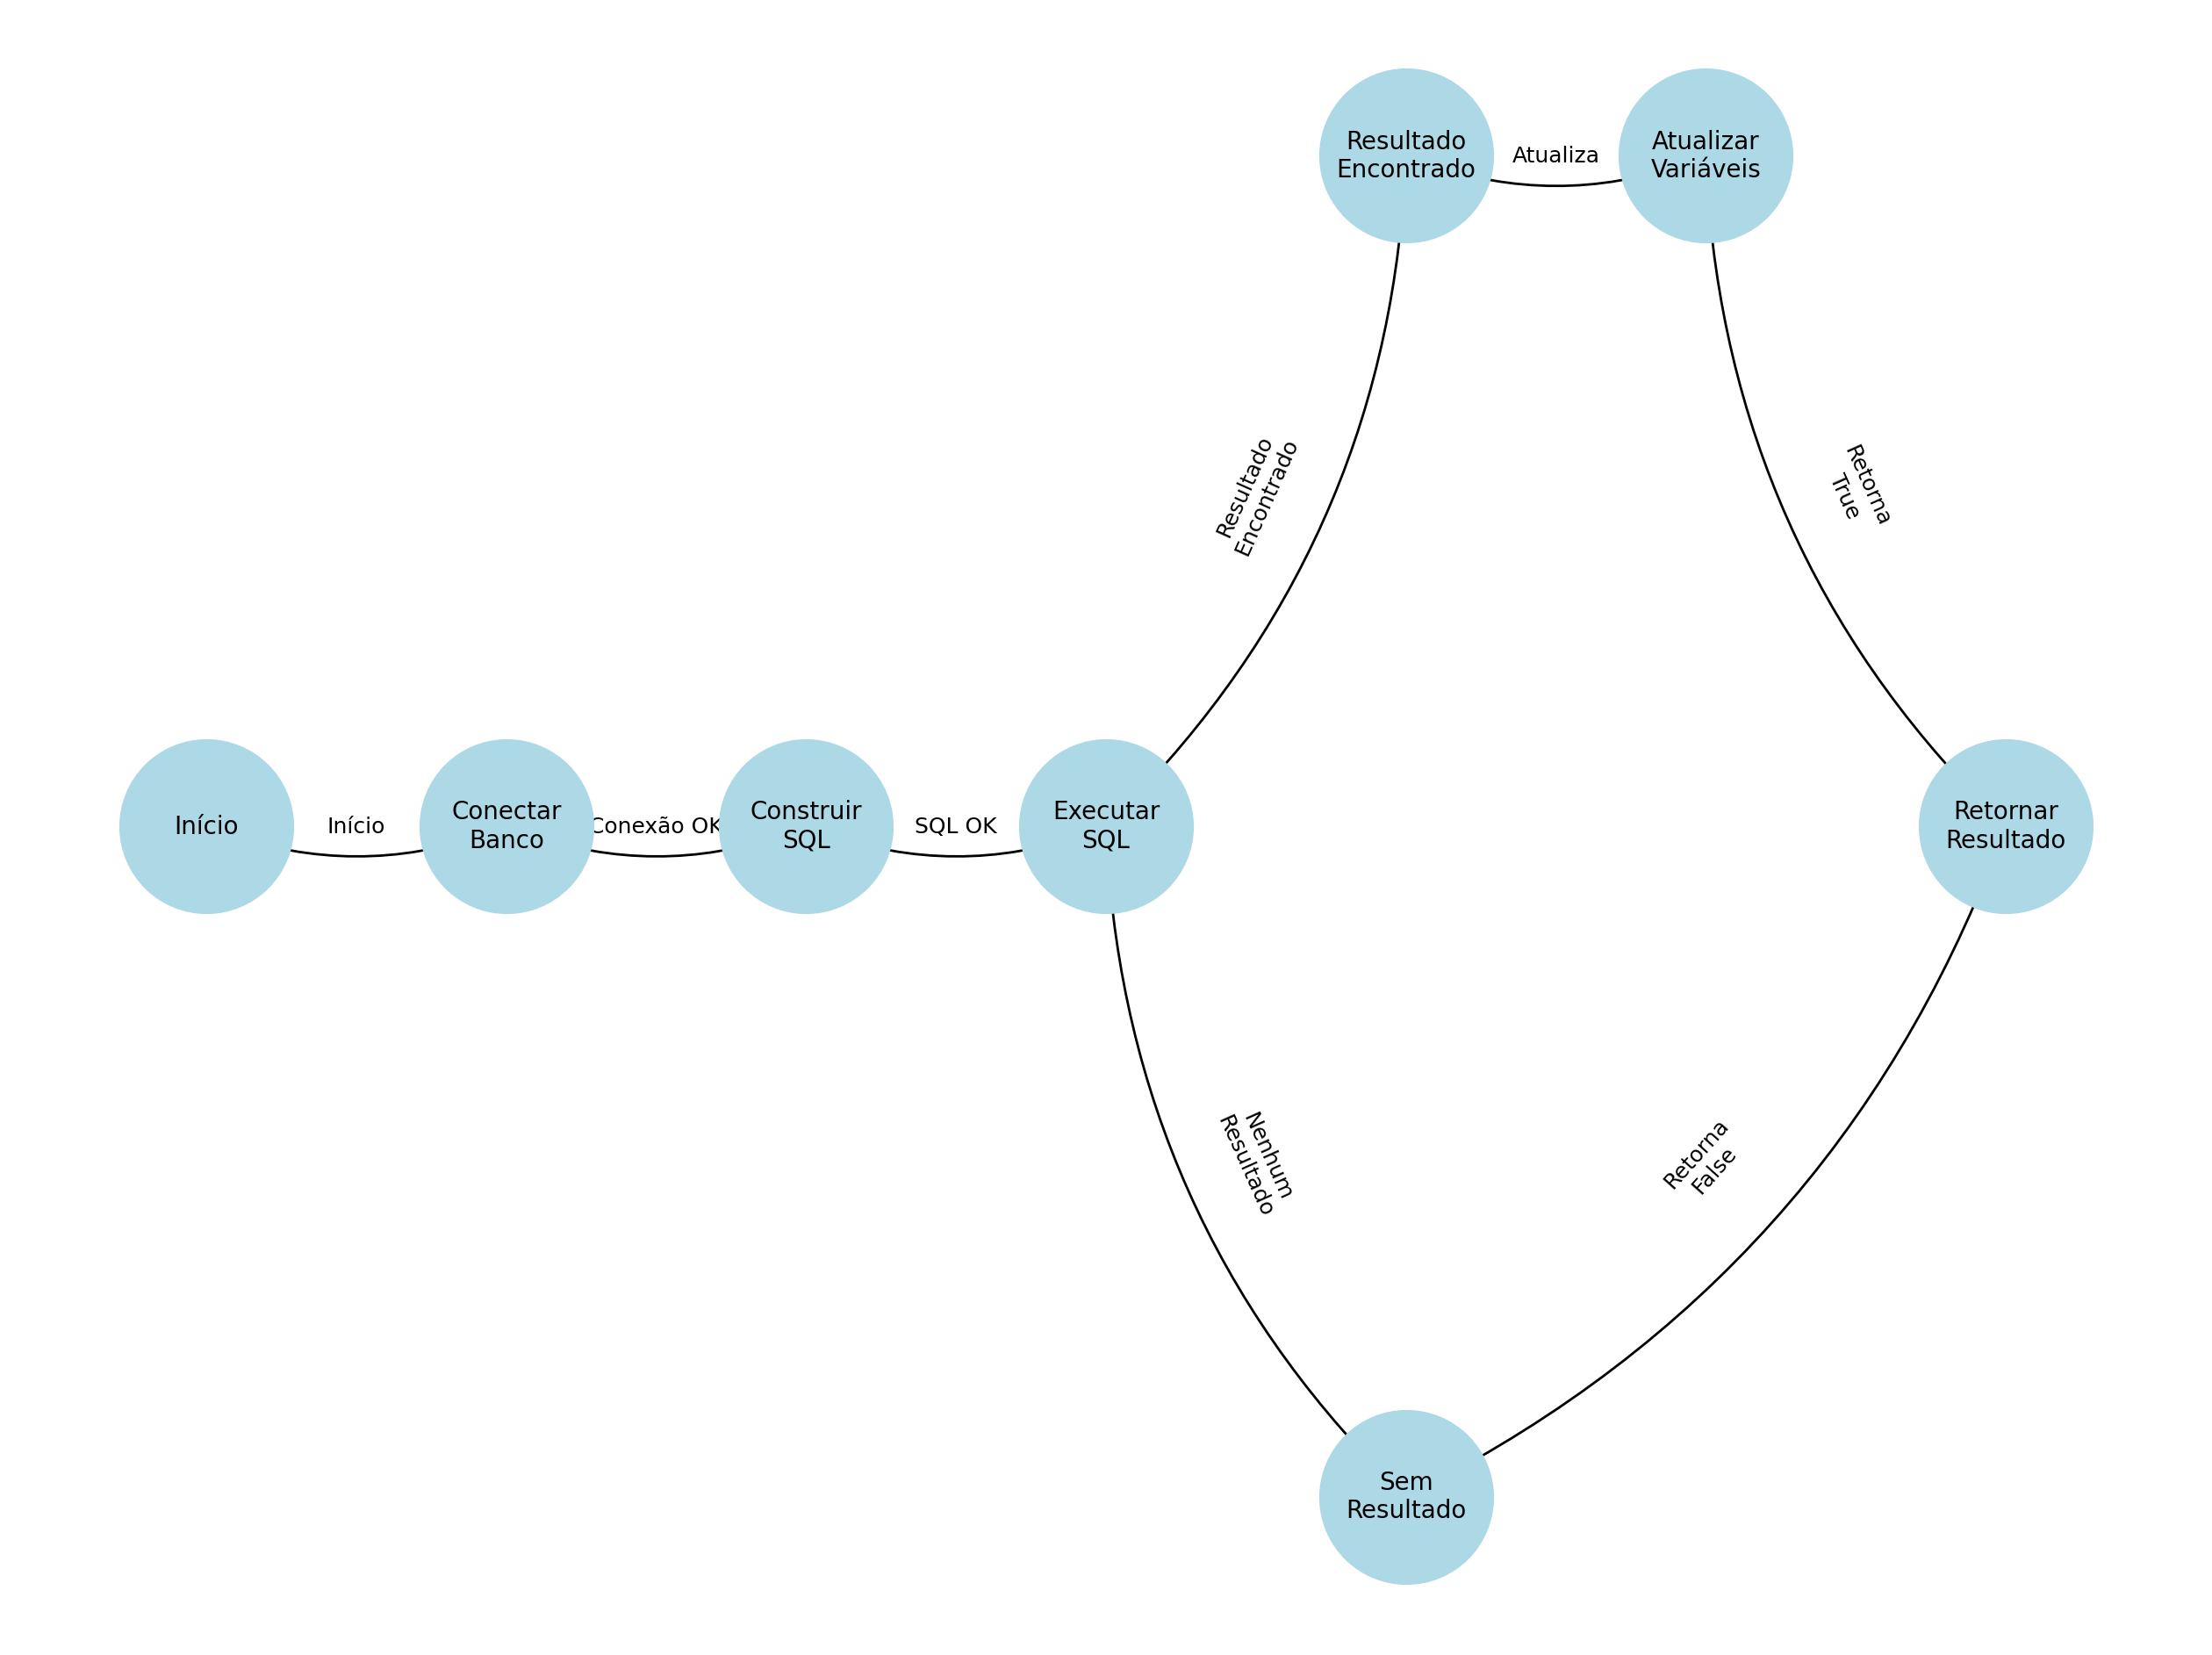 Resultado
Encontrado
Atualiza
Atualizar
Variáveis
Resultado
Encontrado
Retorna
True
Início
Início
Conectar
Banco
Conexão OK
Construir
SQL
SQL OK
Executar
SQL
Retornar
Resultado
Nenhum
Resultado
Retorna
False
Sem
Resultado